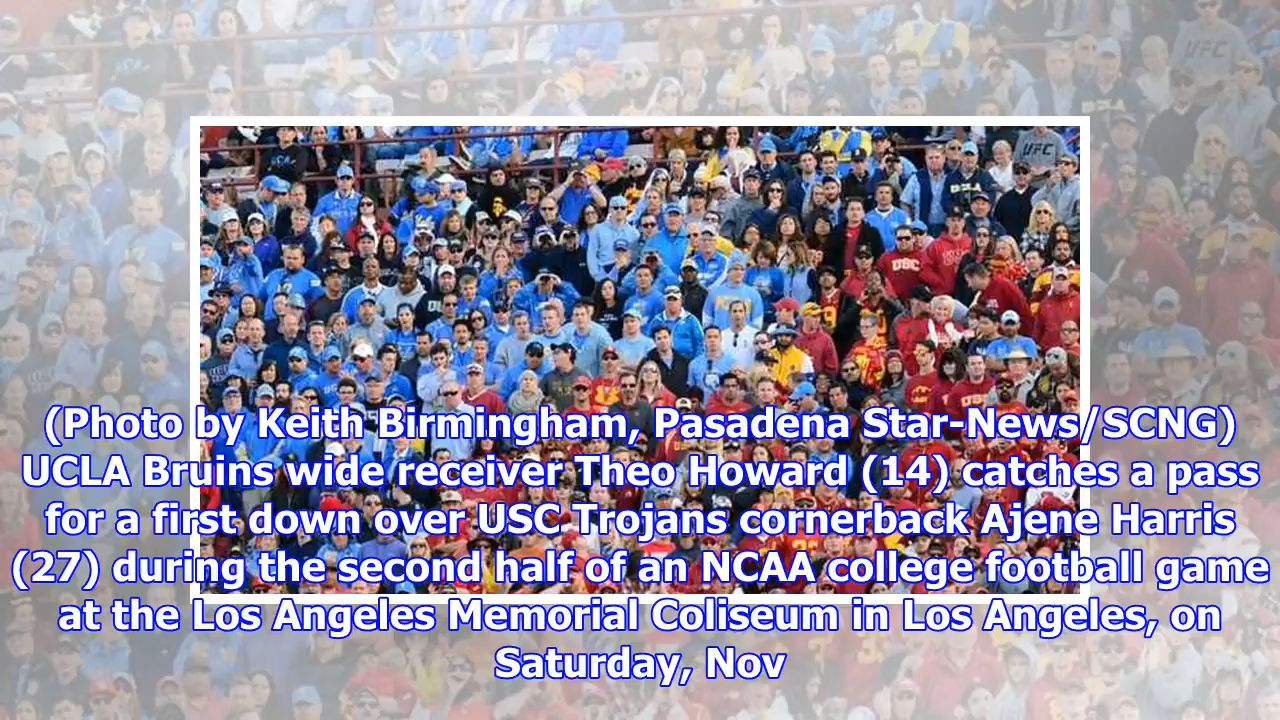 UFC
USC
(Photo by Keith Birmingham, Pasadena Star-News/SCNG)
UCLA Bruins wide receiver Theo Howard (14) catches a pass
for a first down over USC Trojans cornerback Ajene Harris
(27) during the second half of an NCAA college football game
at the Los Angeles Memorial Coliseum in Los Angeles, on
Saturday, Nov